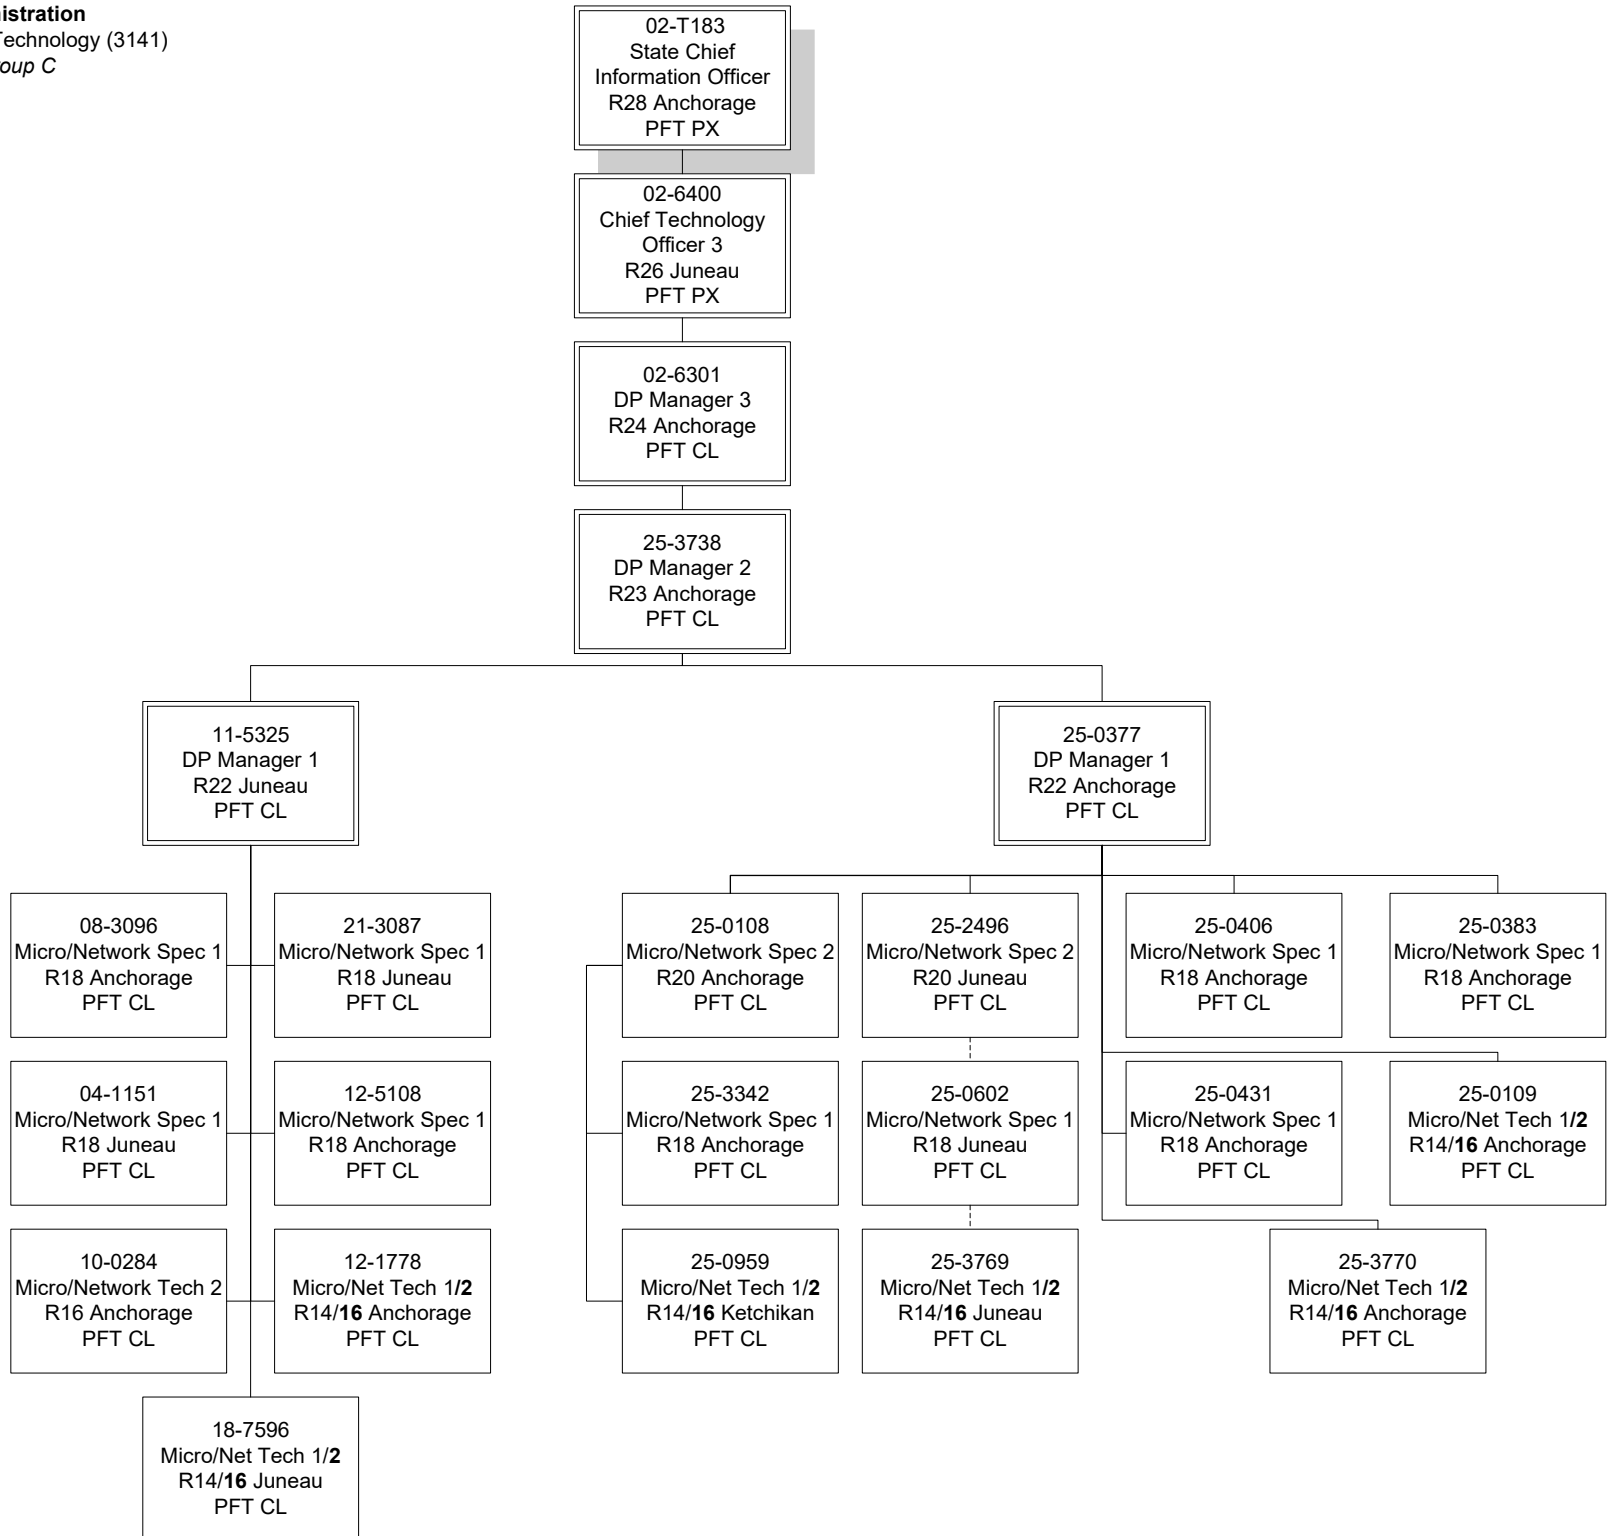 Technology (3141)
02-T183
State Chief
Information Officer
R28 Anchorage
PFT PX
02-6400
Chief Technology
Officer 3
R26 Juneau
PFT PX
02-6301
DP Manager 3
R24 Anchorage
PFT CL
25-3738
DP Manager 2
R23 Anchorage
PFT CL
11-5325
DP Manager 1
R22 Juneau
PFT CL
25-0377
DP Manager 1
R22 Anchorage
PFT CL
08-3096
Micro/Network Spec 1
R18 Anchorage
PFT CL
21-3087
Micro/Network Spec 1
R18 Juneau
PFT CL
25-0108
Micro/Network Spec 2
R20 Anchorage
PFT CL
25-2496
Micro/Network Spec 2
R20 Juneau
PFT CL
25-0406
Micro/Network Spec 1
R18 Anchorage
PFT CL
25-0383
Micro/Network Spec 1
R18 Anchorage
PFT CL
04-1151
Micro/Network Spec 1
R18 Juneau
PFT CL
12-5108
Micro/Network Spec 1
R18 Anchorage
PFT CL
25-3342
Micro/Network Spec 1
R18 Anchorage
PFT CL
25-0602
Micro/Network Spec 1
R18 Juneau
PFT CL
25-0431
Micro/Network Spec 1
R18 Anchorage
PFT CL
25-0109
Micro/Net Tech 1/2
R14/16 Anchorage
PFT CL
10-0284
Micro/Network Tech 2
R16 Anchorage
PFT CL
12-1778
Micro/Net Tech 1/2
R14/16 Anchorage
PFT CL
25-0959
Micro/Net Tech 1/2
R14/16 Ketchikan
PFT CL
25-3769
Micro/Net Tech 1/2
R14/16 Juneau
PFT CL
25-3770
Micro/Net Tech 1/2
R14/16 Anchorage
PFT CL
18-7596
Micro/Net Tech 1/2
R14/16 Juneau
PFT CL